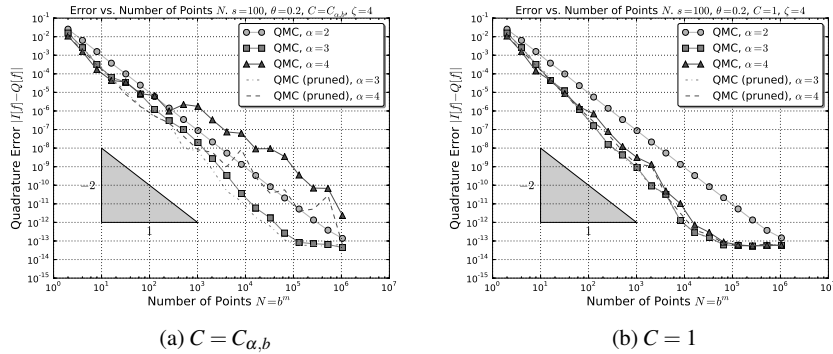 Error vs. Number of Points N. s=100, θ=0.2, C=C_{α,b}, ζ=4
Quadrature Error |I[f]−Q[f]|
10^{-1}
10^{-2}
10^{-3}
10^{-4}
10^{-5}
10^{-6}
10^{-7}
10^{-8}
10^{-9}
10^{-10}
10^{-11}
10^{-12}
10^{-13}
10^{-14}
10^{-15}
QMC, α=2
QMC, α=3
QMC, α=4
QMC (pruned), α=3
QMC (pruned), α=4
−2
1
10^0 10^1 10^2 10^3 10^4 10^5 10^6 10^7
Number of Points N=b^m
(a) C = C_{α,b}
Error vs. Number of Points N. s=100, θ=0.2, C=1, ζ=4
Quadrature Error |I[f]−Q[f]|
10^{-1}
10^{-2}
10^{-3}
10^{-4}
10^{-5}
10^{-6}
10^{-7}
10^{-8}
10^{-9}
10^{-10}
10^{-11}
10^{-12}
10^{-13}
10^{-14}
10^{-15}
QMC, α=2
QMC, α=3
QMC, α=4
QMC (pruned), α=3
QMC (pruned), α=4
−2
1
10^0 10^1 10^2 10^3 10^4 10^5 10^6 10^7
Number of Points N=b^m
(b) C = 1